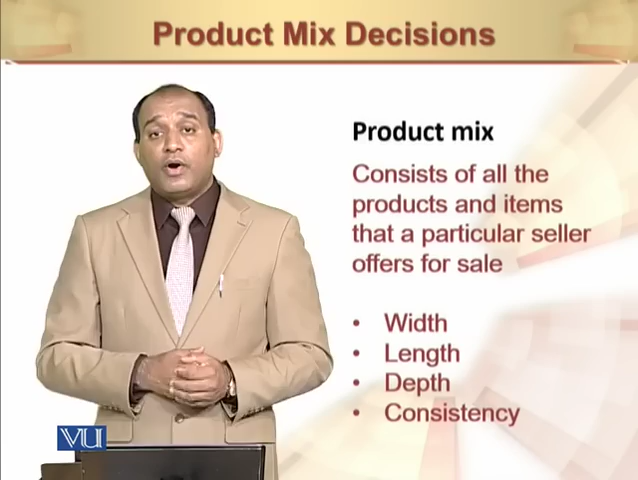 Product Mix Decisions
Product mix
Consists of all the
products and items
that a particular seller
offers for sale
• Width
• Length
• Depth
• Consistency
VU